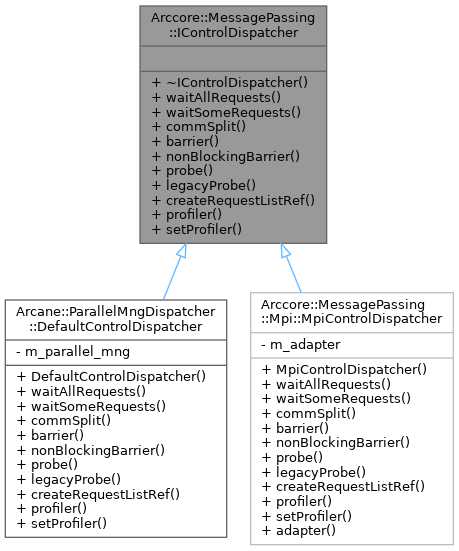 Arccore::MessagePassing
::IControlDispatcher
+ ~IControlDispatcher()
+ waitAllRequests()
+ waitSomeRequests()
+ commSplit()
+ barrier()
+ nonBlockingBarrier()
+ probe()
+ legacyProbe()
+ createRequestListRef()
+ profiler()
+ setProfiler()
Arcane::ParallelMngDispatcher
::DefaultControlDispatcher
- m_parallel_mng
+ DefaultControlDispatcher()
+ waitAllRequests()
+ waitSomeRequests()
+ commSplit()
+ barrier()
+ nonBlockingBarrier()
+ probe()
+ legacyProbe()
+ createRequestListRef()
+ profiler()
+ setProfiler()
Arccore::MessagePassing
::Mpi::MpiControlDispatcher
- m_adapter
+ MpiControlDispatcher()
+ waitAllRequests()
+ waitSomeRequests()
+ commSplit()
+ barrier()
+ nonBlockingBarrier()
+ probe()
+ legacyProbe()
+ createRequestListRef()
+ profiler()
+ setProfiler()
+ adapter()